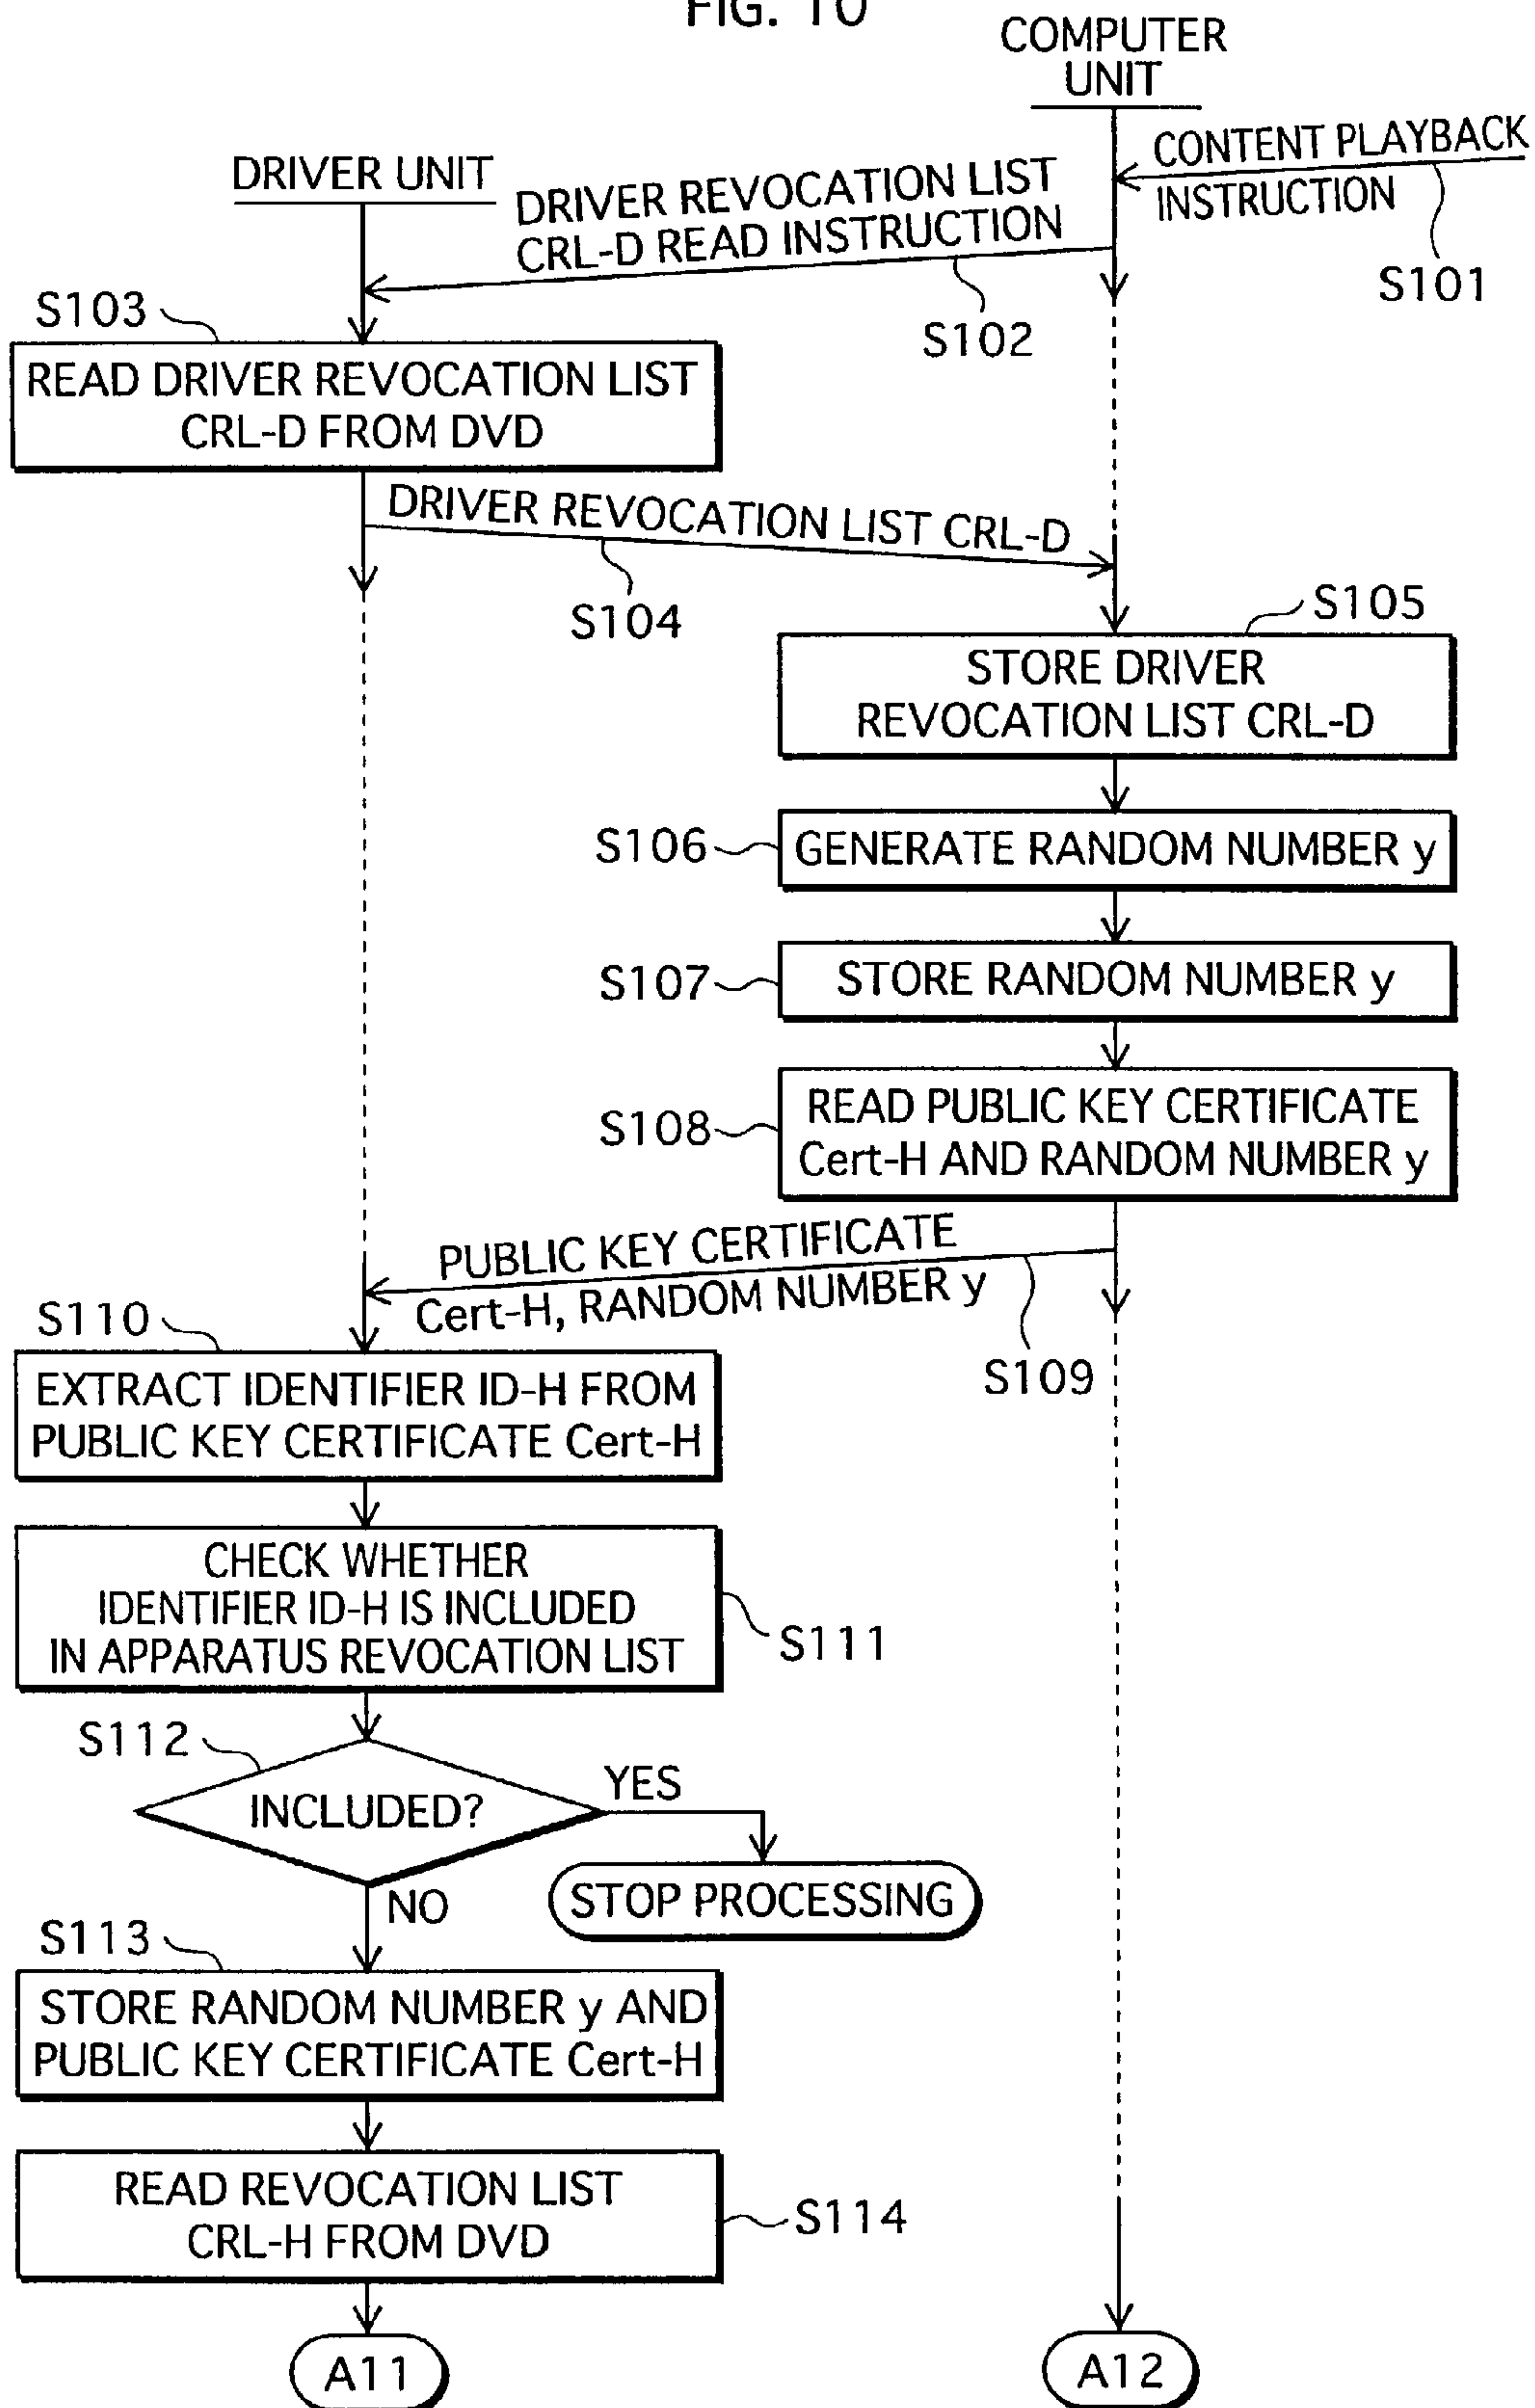 FIG. 10
COMPUTER
UNIT
CONTENT PLAYBACK
INSTRUCTION
S101
DRIVER UNIT
DRIVER REVOCATION LIST
CRL-D READ INSTRUCTION
S102
S103
READ DRIVER REVOCATION LIST
CRL-D FROM DVD
DRIVER REVOCATION LIST CRL-D
S104
S105
STORE DRIVER
REVOCATION LIST CRL-D
S106
GENERATE RANDOM NUMBER y
S107
STORE RANDOM NUMBER y
S108
READ PUBLIC KEY CERTIFICATE
Cert-H AND RANDOM NUMBER y
PUBLIC KEY CERTIFICATE
Cert-H, RANDOM NUMBER y
S109
S110
EXTRACT IDENTIFIER ID-H FROM
PUBLIC KEY CERTIFICATE Cert-H
CHECK WHETHER
IDENTIFIER ID-H IS INCLUDED
IN APPARATUS REVOCATION LIST
S111
S112
INCLUDED?
YES
STOP PROCESSING
NO
S113
STORE RANDOM NUMBER y AND
PUBLIC KEY CERTIFICATE Cert-H
READ REVOCATION LIST
CRL-H FROM DVD
S114
A11
A12